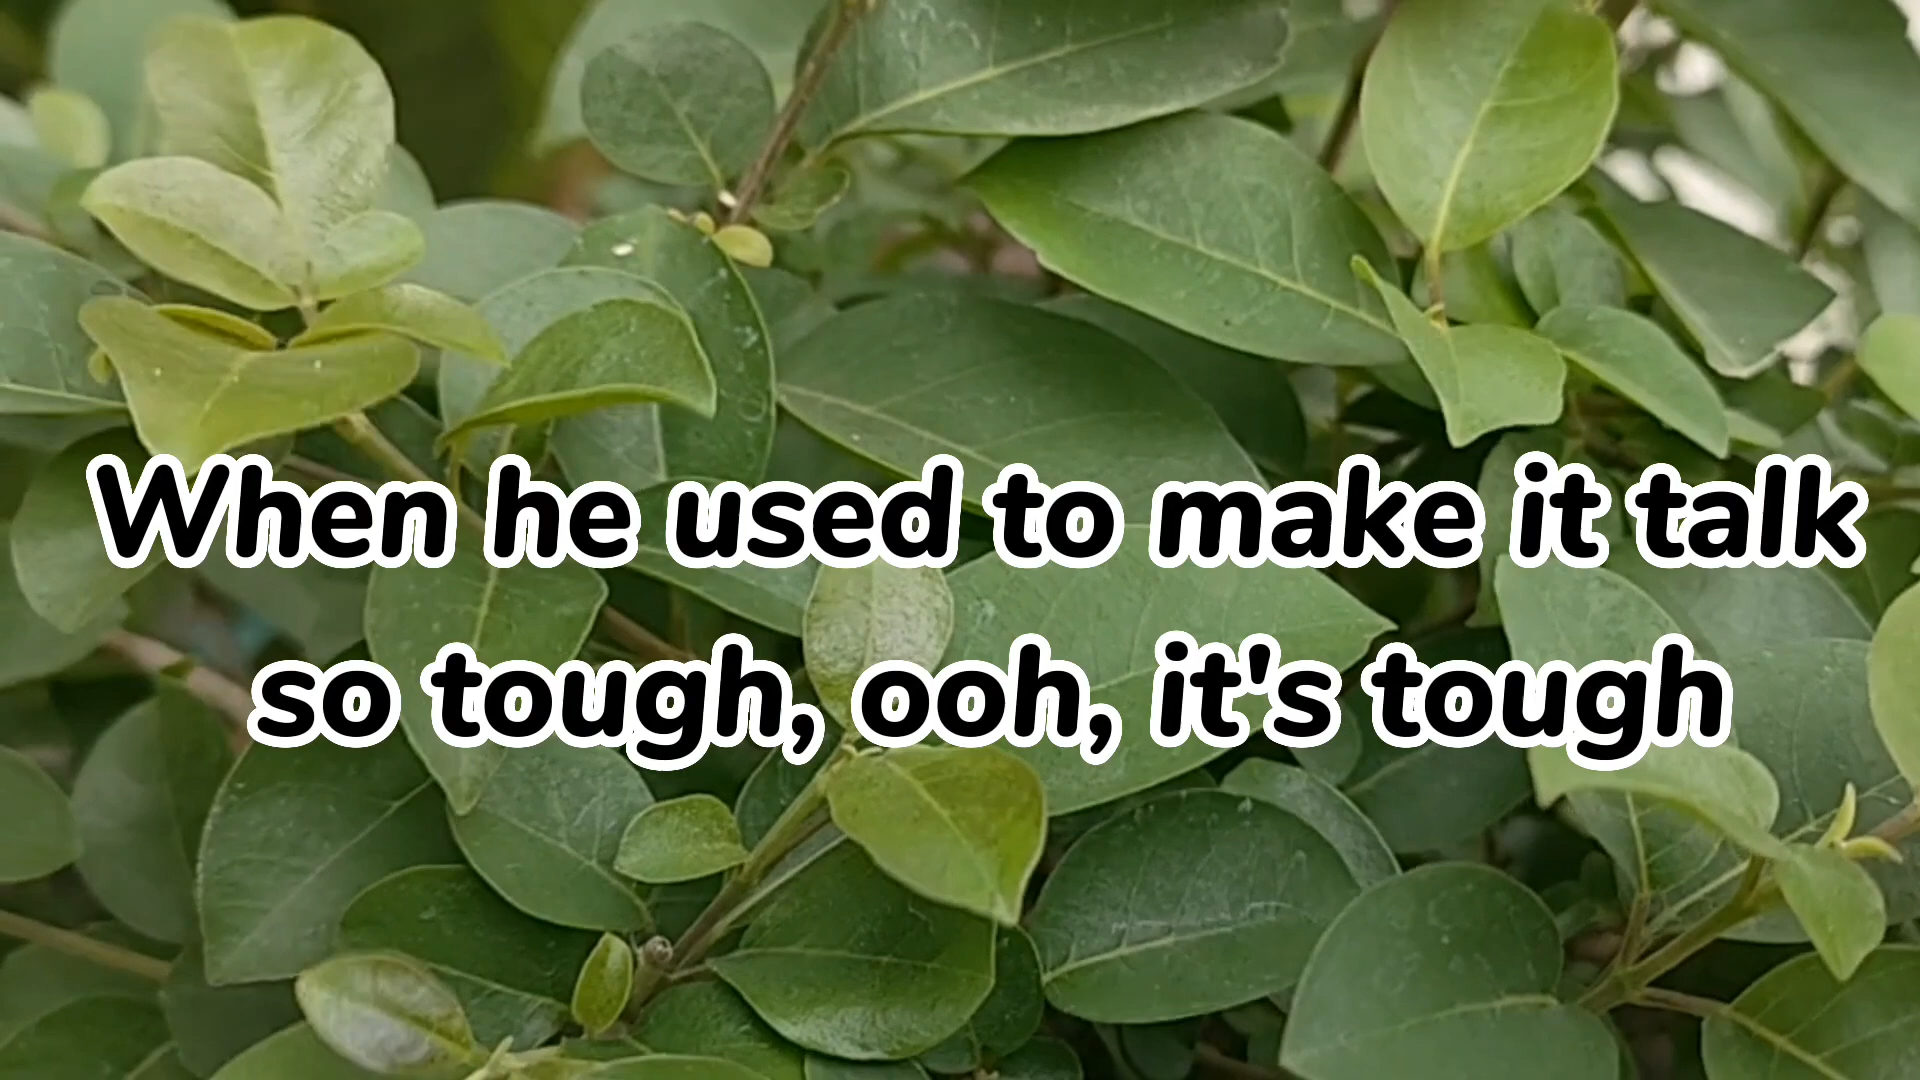 When he used to make it talk
so tough, ooh, it's tough